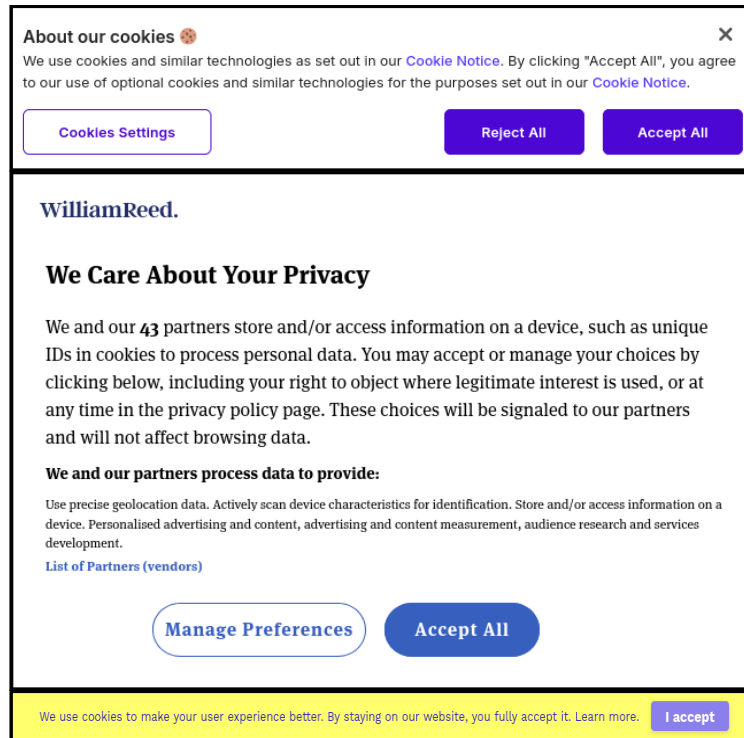 About our cookies 🍪
We use cookies and similar technologies as set out in our Cookie Notice. By clicking "Accept All", you agree
to our use of optional cookies and similar technologies for the purposes set out in our Cookie Notice.
Cookies Settings
Reject All
Accept All
WilliamReed.
We Care About Your Privacy
We and our 43 partners store and/or access information on a device, such as unique
IDs in cookies to process personal data. You may accept or manage your choices by
clicking below, including your right to object where legitimate interest is used, or at
any time in the privacy policy page. These choices will be signaled to our partners
and will not affect browsing data.
We and our partners process data to provide:
Use precise geolocation data. Actively scan device characteristics for identification. Store and/or access information on a
device. Personalised advertising and content, advertising and content measurement, audience research and services
development.
List of Partners (vendors)
Manage Preferences
Accept All
We use cookies to make your user experience better. By staying on our website, you fully accept it. Learn more.
I accept